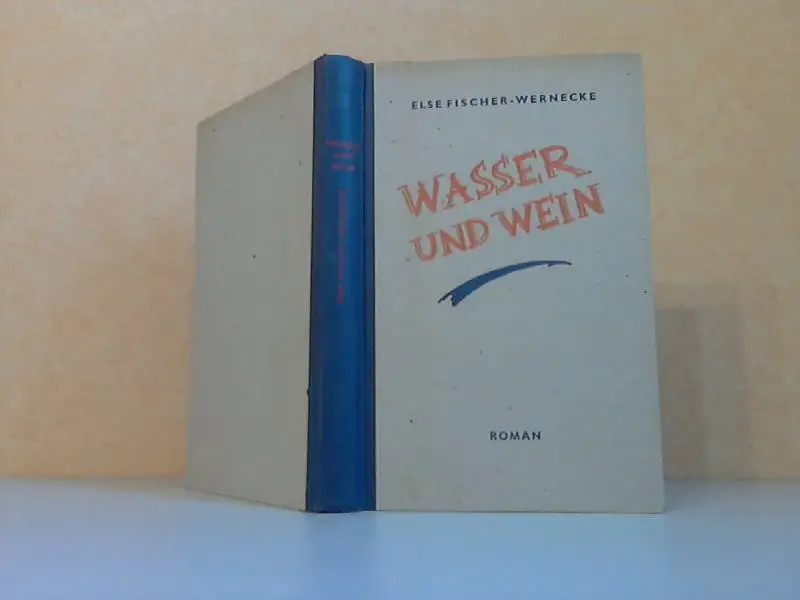 ELSE FISCHER-WERNECKE
WASSER
UND WEIN
ROMAN